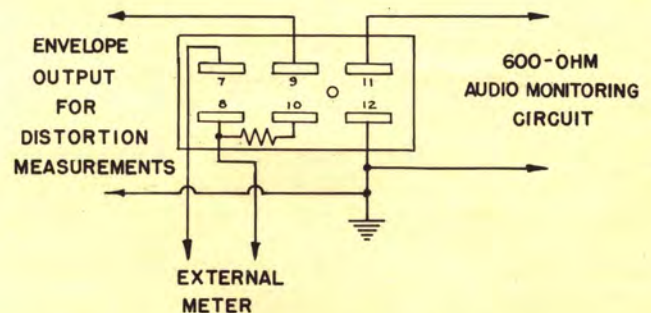 ENVELOPE
OUTPUT
FOR
DISTORTION
MEASUREMENTS
7
9
11
8
10
12
600-OHM
AUDIO MONITORING
CIRCUIT
EXTERNAL
METER